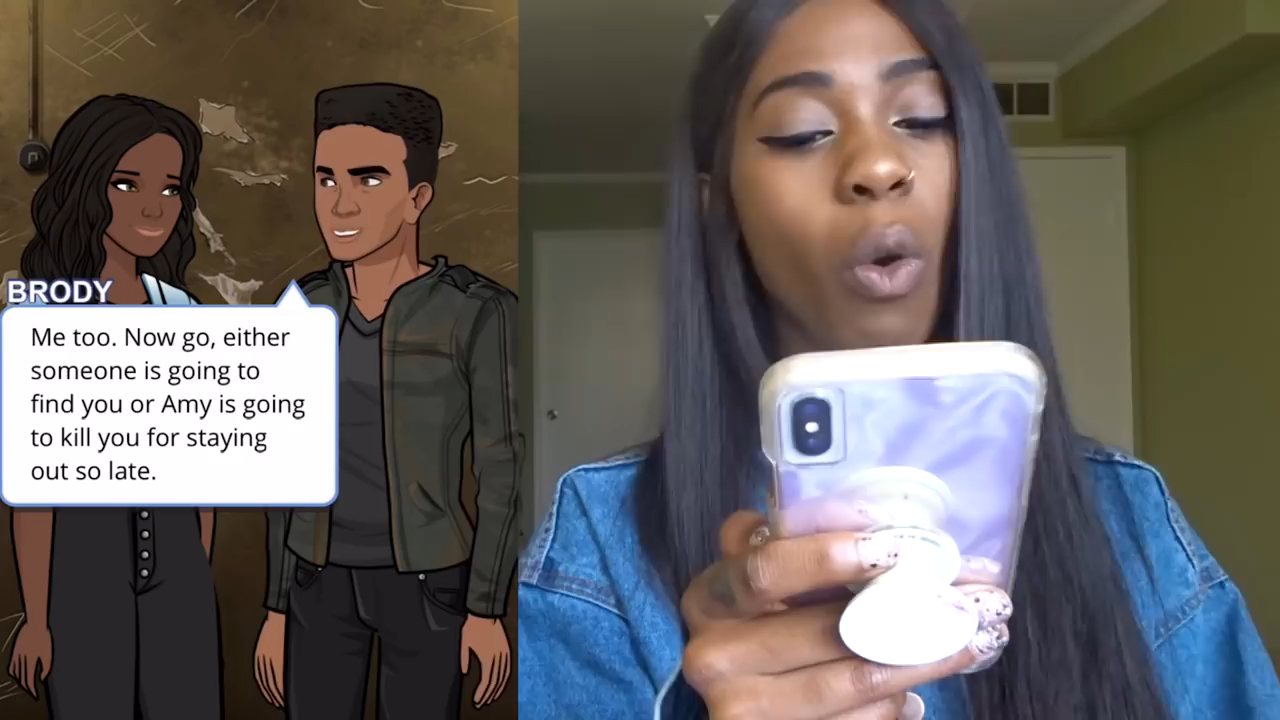 BRODY
Me too. Now go, either
someone is going to
find you or Amy is going
to kill you for staying
out so late.